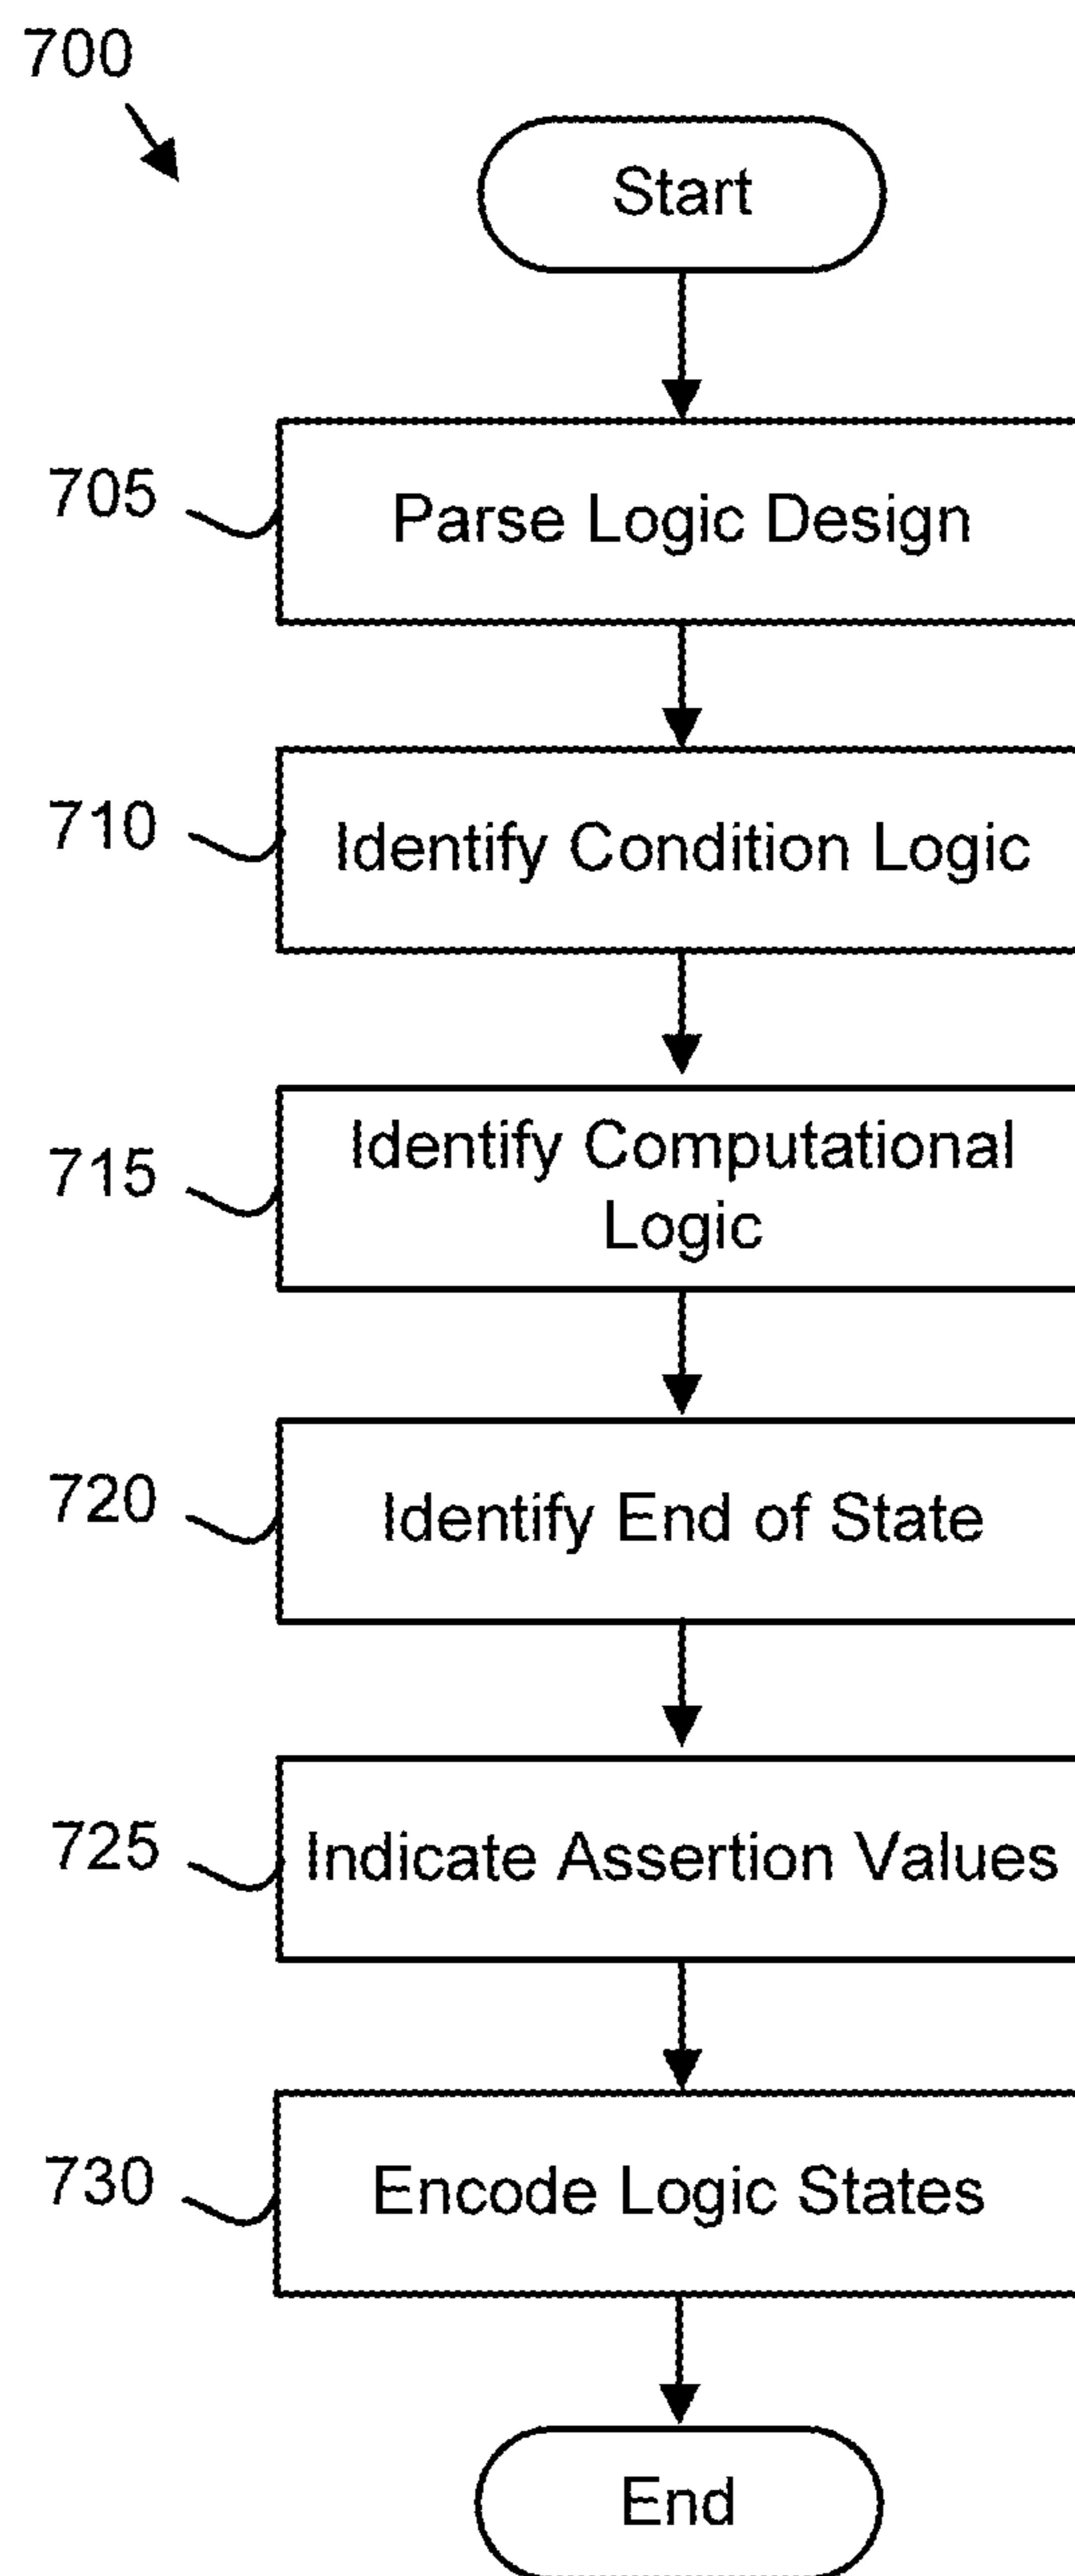 700
Start
705
Parse Logic Design
710
Identify Condition Logic
715
Identify Computational
Logic
720
Identify End of State
725
Indicate Assertion Values
730
Encode Logic States
End